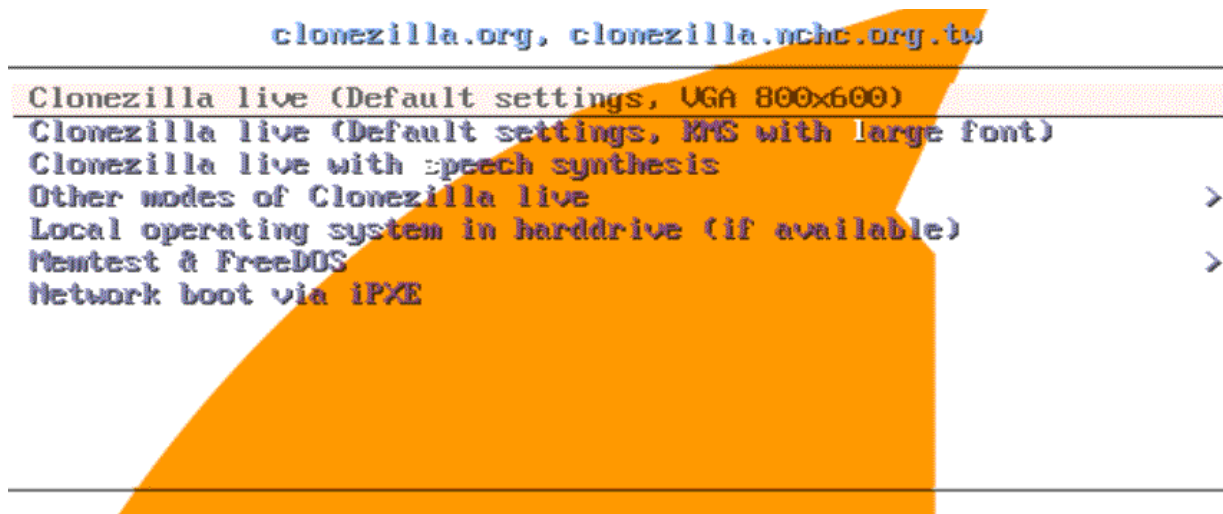 clonezilla.org, clonezilla.nchc.org.tw
Clonezilla live (Default settings, VGA 800x600)
Clonezilla live (Default settings, KMS with large font)
Clonezilla live with speech synthesis
Other modes of Clonezilla live >
Local operating system in harddrive (if available)
Memtest & FreeDOS >
Network boot via iPXE